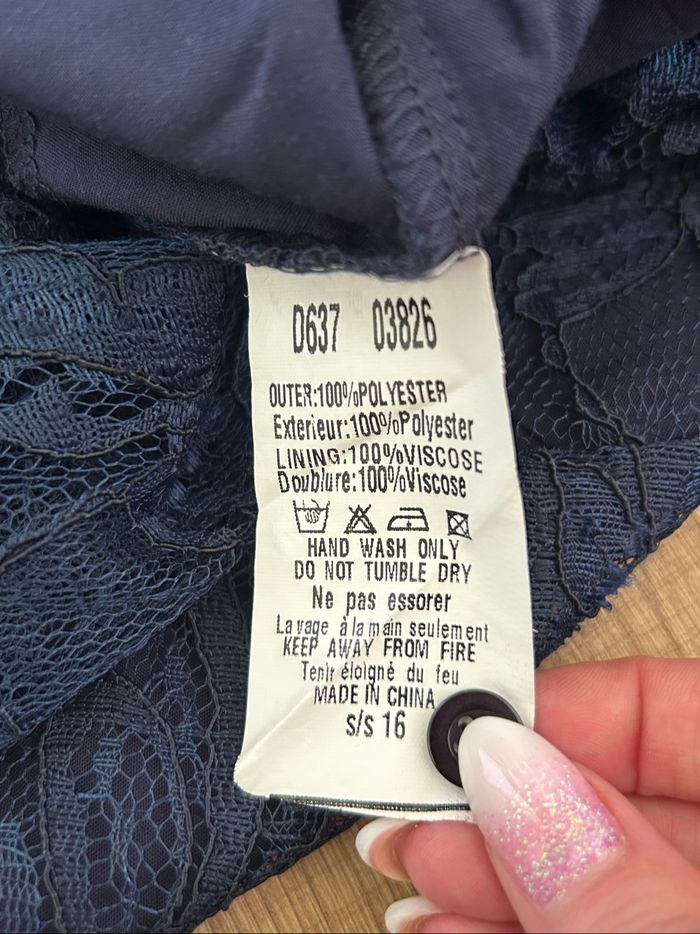 D637 03826
OUTER:100%POLYESTER
Exterieur:100%Polyester
LINING:100%VISCOSE
Doublure:100%Viscose
HAND WASH ONLY
DO NOT TUMBLE DRY
Ne pas essorer
Lavage à la main seulement
KEEP AWAY FROM FIRE
Tenir éloigné du feu
MADE IN CHINA
s/s 16